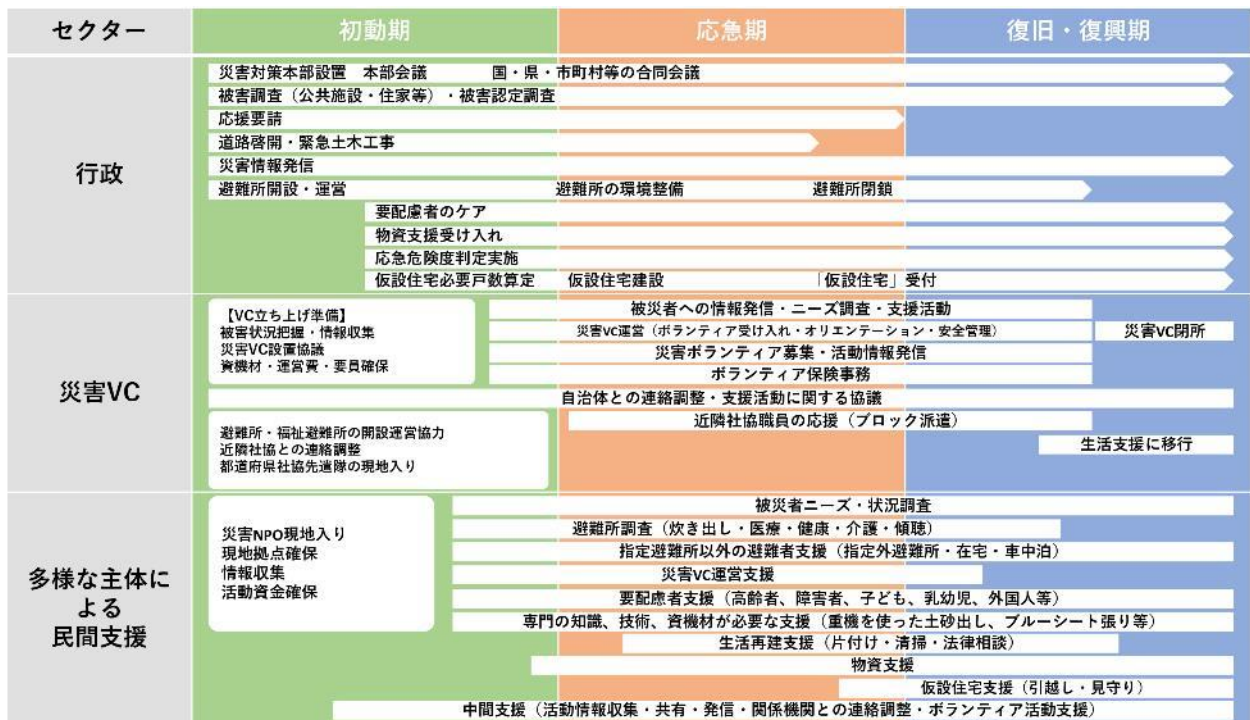 セクター 初動期 応急期 復旧・復興期
行政
災害対策本部設置 本部会議 国・県・市町村等の合同会議
被害調査（公共施設・住家等）・被害認定調査
応援要請
道路啓開・緊急土木工事
災害情報発信
避難所開設・運営 避難所の環境整備 避難所閉鎖
要配慮者のケア
物資支援受け入れ
応急危険度判定実施
仮設住宅必要戸数算定 仮設住宅建設 「仮設住宅」受付
災害VC
【VC立ち上げ準備】
被害状況把握・情報収集
災害VC設置協議
資機材・運営費・要員確保
被災者への情報発信・ニーズ調査・支援活動
災害VC運営（ボランティア受け入れ・オリエンテーション・安全管理）
災害VC閉所
災害ボランティア募集・活動情報発信
ボランティア保険事務
自治体との連絡調整・支援活動に関する協議
避難所・福祉避難所の開設運営協力
近隣社協との連絡調整
都道府県社協先遣隊の現地入り
近隣社協職員の応援（ブロック派遣）
生活支援に移行
多様な主体に
よる
民間支援
災害NPO現地入り
現地拠点確保
情報収集
活動資金確保
被災者ニーズ・状況調査
避難所調査（炊き出し・医療・健康・介護・傾聴）
指定避難所以外の避難者支援（指定外避難所・在宅・車中泊）
災害VC運営支援
要配慮者支援（高齢者、障害者、子ども、乳幼児、外国人等）
専門の知識、技術、資機材が必要な支援（重機を使った土砂出し、ブルーシート張り等）
生活再建支援（片付け・清掃・法律相談）
物資支援
仮設住宅支援（引越し・見守り）
中間支援（活動情報収集・共有・発信・関係機関との連絡調整・ボランティア活動支援）